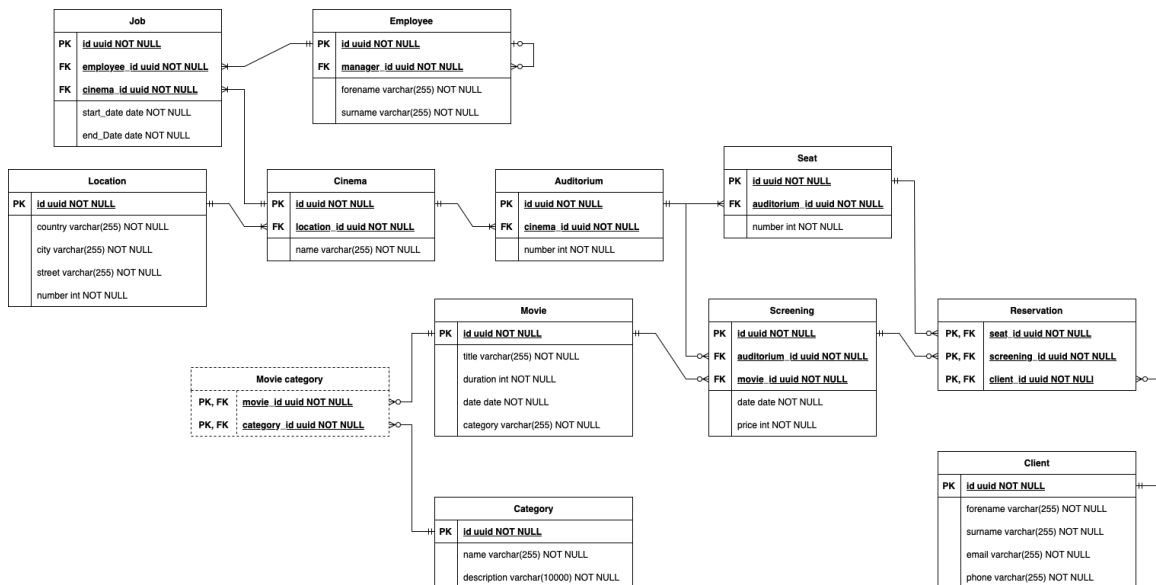 Job
PK id uuid NOT NULL
FK employee_id uuid NOT NULL
FK cinema_id uuid NOT NULL
start_date date NOT NULL
end_Date date NOT NULL
Employee
PK id uuid NOT NULL
FK manager_id uuid NOT NULL
forename varchar(255) NOT NULL
surname varchar(255) NOT NULL
Location
PK id uuid NOT NULL
country varchar(255) NOT NULL
city varchar(255) NOT NULL
street varchar(255) NOT NULL
number int NOT NULL
Cinema
PK id uuid NOT NULL
FK location_id uuid NOT NULL
name varchar(255) NOT NULL
Auditorium
PK id uuid NOT NULL
FK cinema_id uuid NOT NULL
number int NOT NULL
Seat
PK id uuid NOT NULL
FK auditorium_id uuid NOT NULL
number int NOT NULL
Movie category
PK, FK movie_id uuid NOT NULL
PK, FK category_id uuid NOT NULL
Movie
PK id uuid NOT NULL
title varchar(255) NOT NULL
duration int NOT NULL
date date NOT NULL
category varchar(255) NOT NULL
Screening
PK id uuid NOT NULL
FK auditorium_id uuid NOT NULL
FK movie_id uuid NOT NULL
date date NOT NULL
price int NOT NULL
Reservation
PK, FK seat_id uuid NOT NULL
PK, FK screening_id uuid NOT NULL
PK, FK client_id uuid NOT NULl
Category
PK id uuid NOT NULL
name varchar(255) NOT NULL
description varchar(10000) NOT NULL
Client
PK id uuid NOT NULL
forename varchar(255) NOT NULL
surname varchar(255) NOT NULL
email varchar(255) NOT NULL
phone varchar(255) NOT NULL